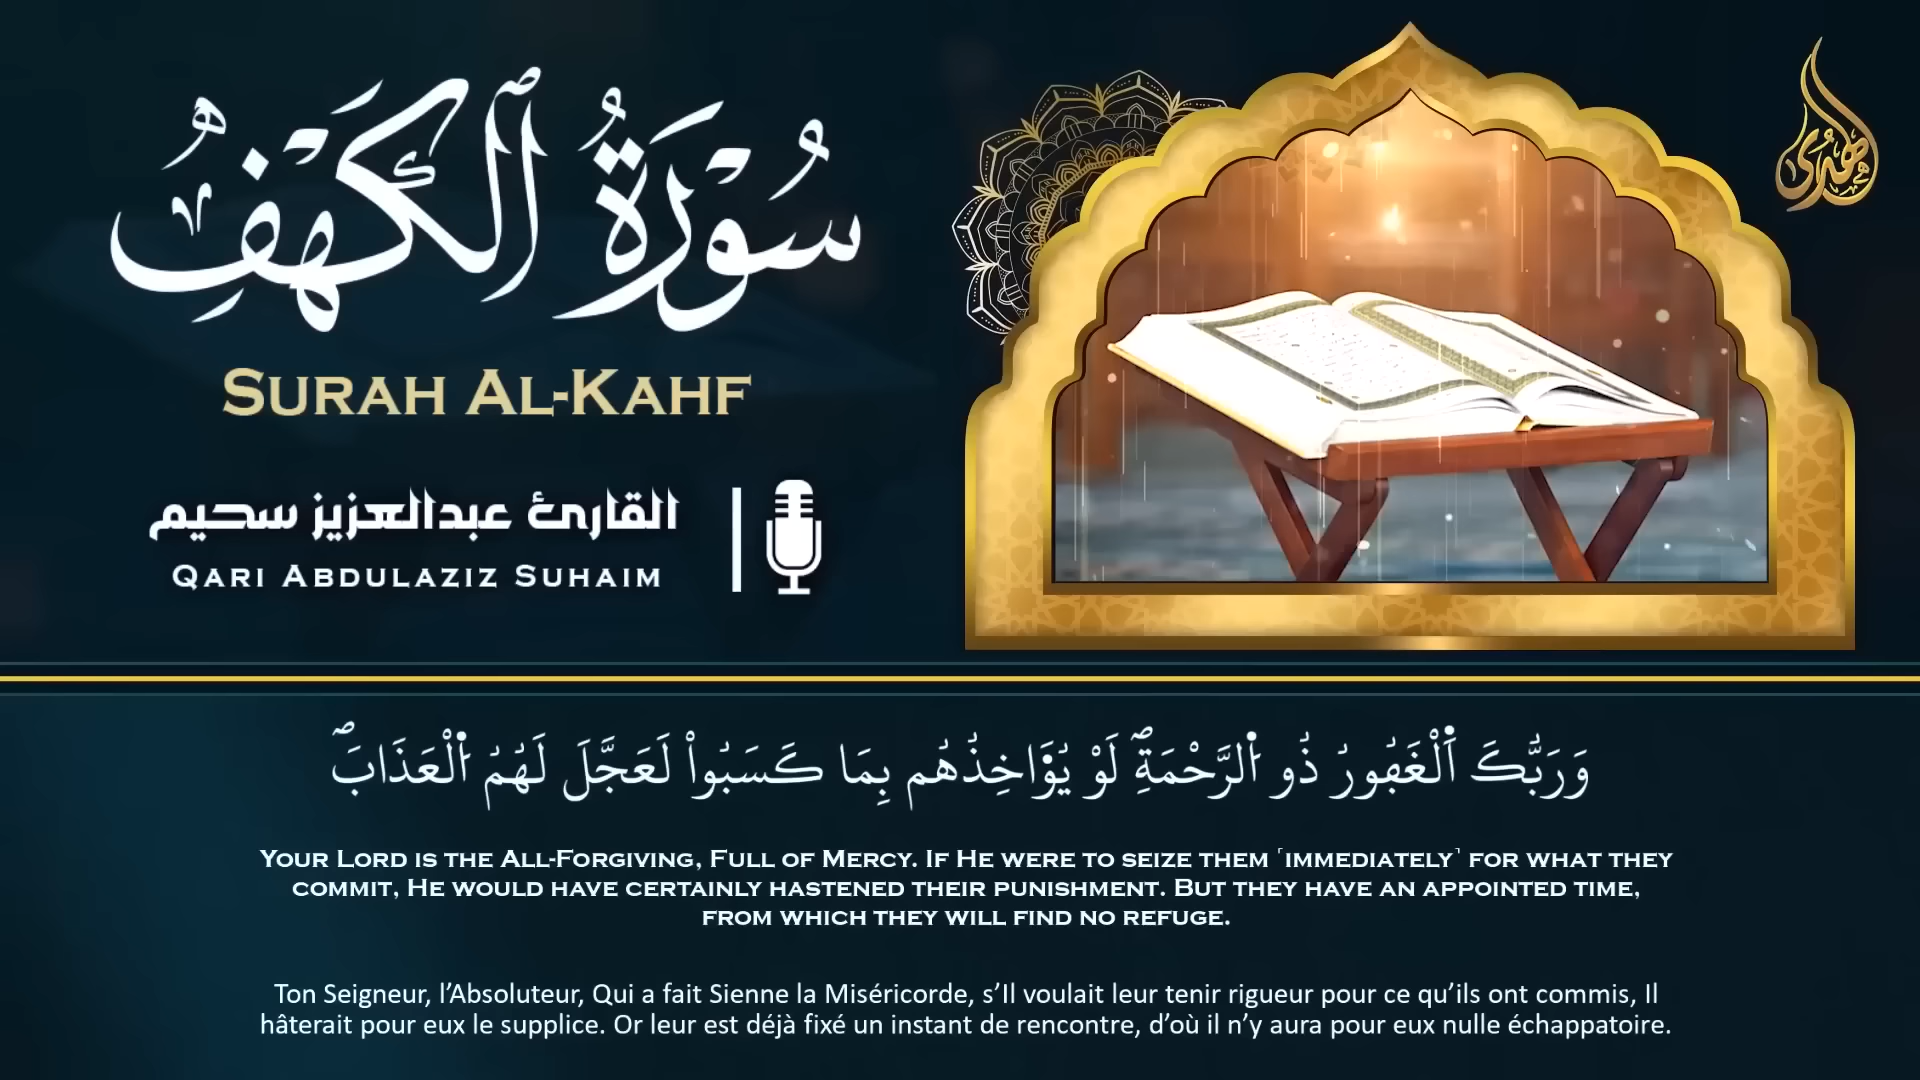 سُورَةُ ٱلْكَهْفِ
SURAH AL-KAHF
القارئ عبدالعزيز سحيم
QARI ABDULAZIZ SUHAIM
هدى
وَرَبُّكَ ٱلْغَفُورُ ذُو ٱلرَّحْمَةِۖ لَوْ يُؤَاخِذُهُم بِمَا كَسَبُوا۟ لَعَجَّلَ لَهُمُ ٱلْعَذَابَۚ
YOUR LORD IS THE ALL-FORGIVING, FULL OF MERCY. IF HE WERE TO SEIZE THEM ˹IMMEDIATELY˺ FOR WHAT THEY
COMMIT, HE WOULD HAVE CERTAINLY HASTENED THEIR PUNISHMENT. BUT THEY HAVE AN APPOINTED TIME,
FROM WHICH THEY WILL FIND NO REFUGE.
Ton Seigneur, l’Absoluteur, Qui a fait Sienne la Miséricorde, s’Il voulait leur tenir rigueur pour ce qu’ils ont commis, Il
hâterait pour eux le supplice. Or leur est déjà fixé un instant de rencontre, d’où il n’y aura pour eux nulle échappatoire.